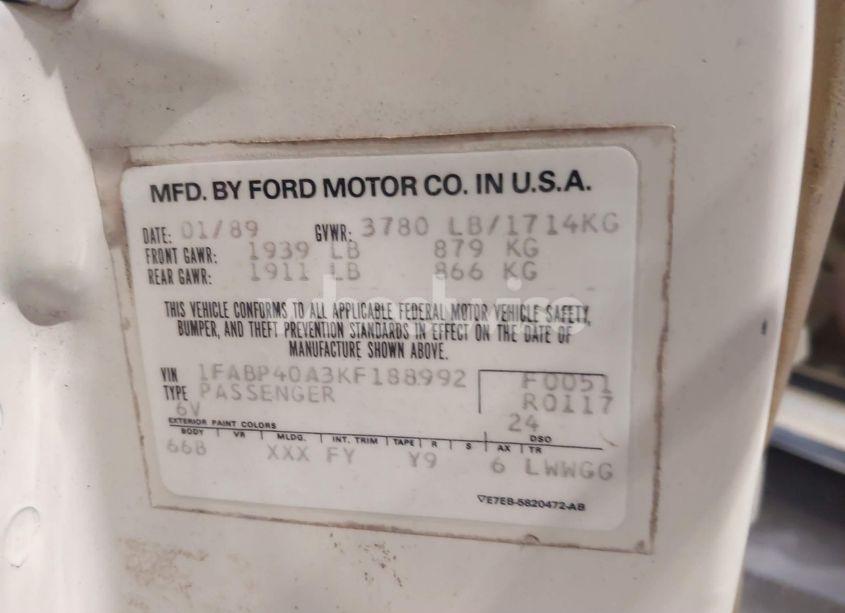 MFD. BY FORD MOTOR CO. IN U.S.A.
DATE: 01/89 GVWR: 3780 LB/1714KG
FRONT GAWR: 1939 LB 879 KG
REAR GAWR: 1911 LB 866 KG
THIS VEHICLE CONFORMS TO ALL APPLICABLE FEDERAL MOTOR VEHICLE SAFETY,
BUMPER, AND THEFT PREVENTION STANDARDS IN EFFECT ON THE DATE OF
MANUFACTURE SHOWN ABOVE.
VIN 1FABP40A3KF188992 F0051
TYPE PASSENGER R0117
6V 24
EXTERIOR PAINT COLORS DSO
BODY VR MLDG. INT. TRIM TAPE R S AX TR
66B XXX FY Y9 6 LWWGG
E7EB-5820472-AB